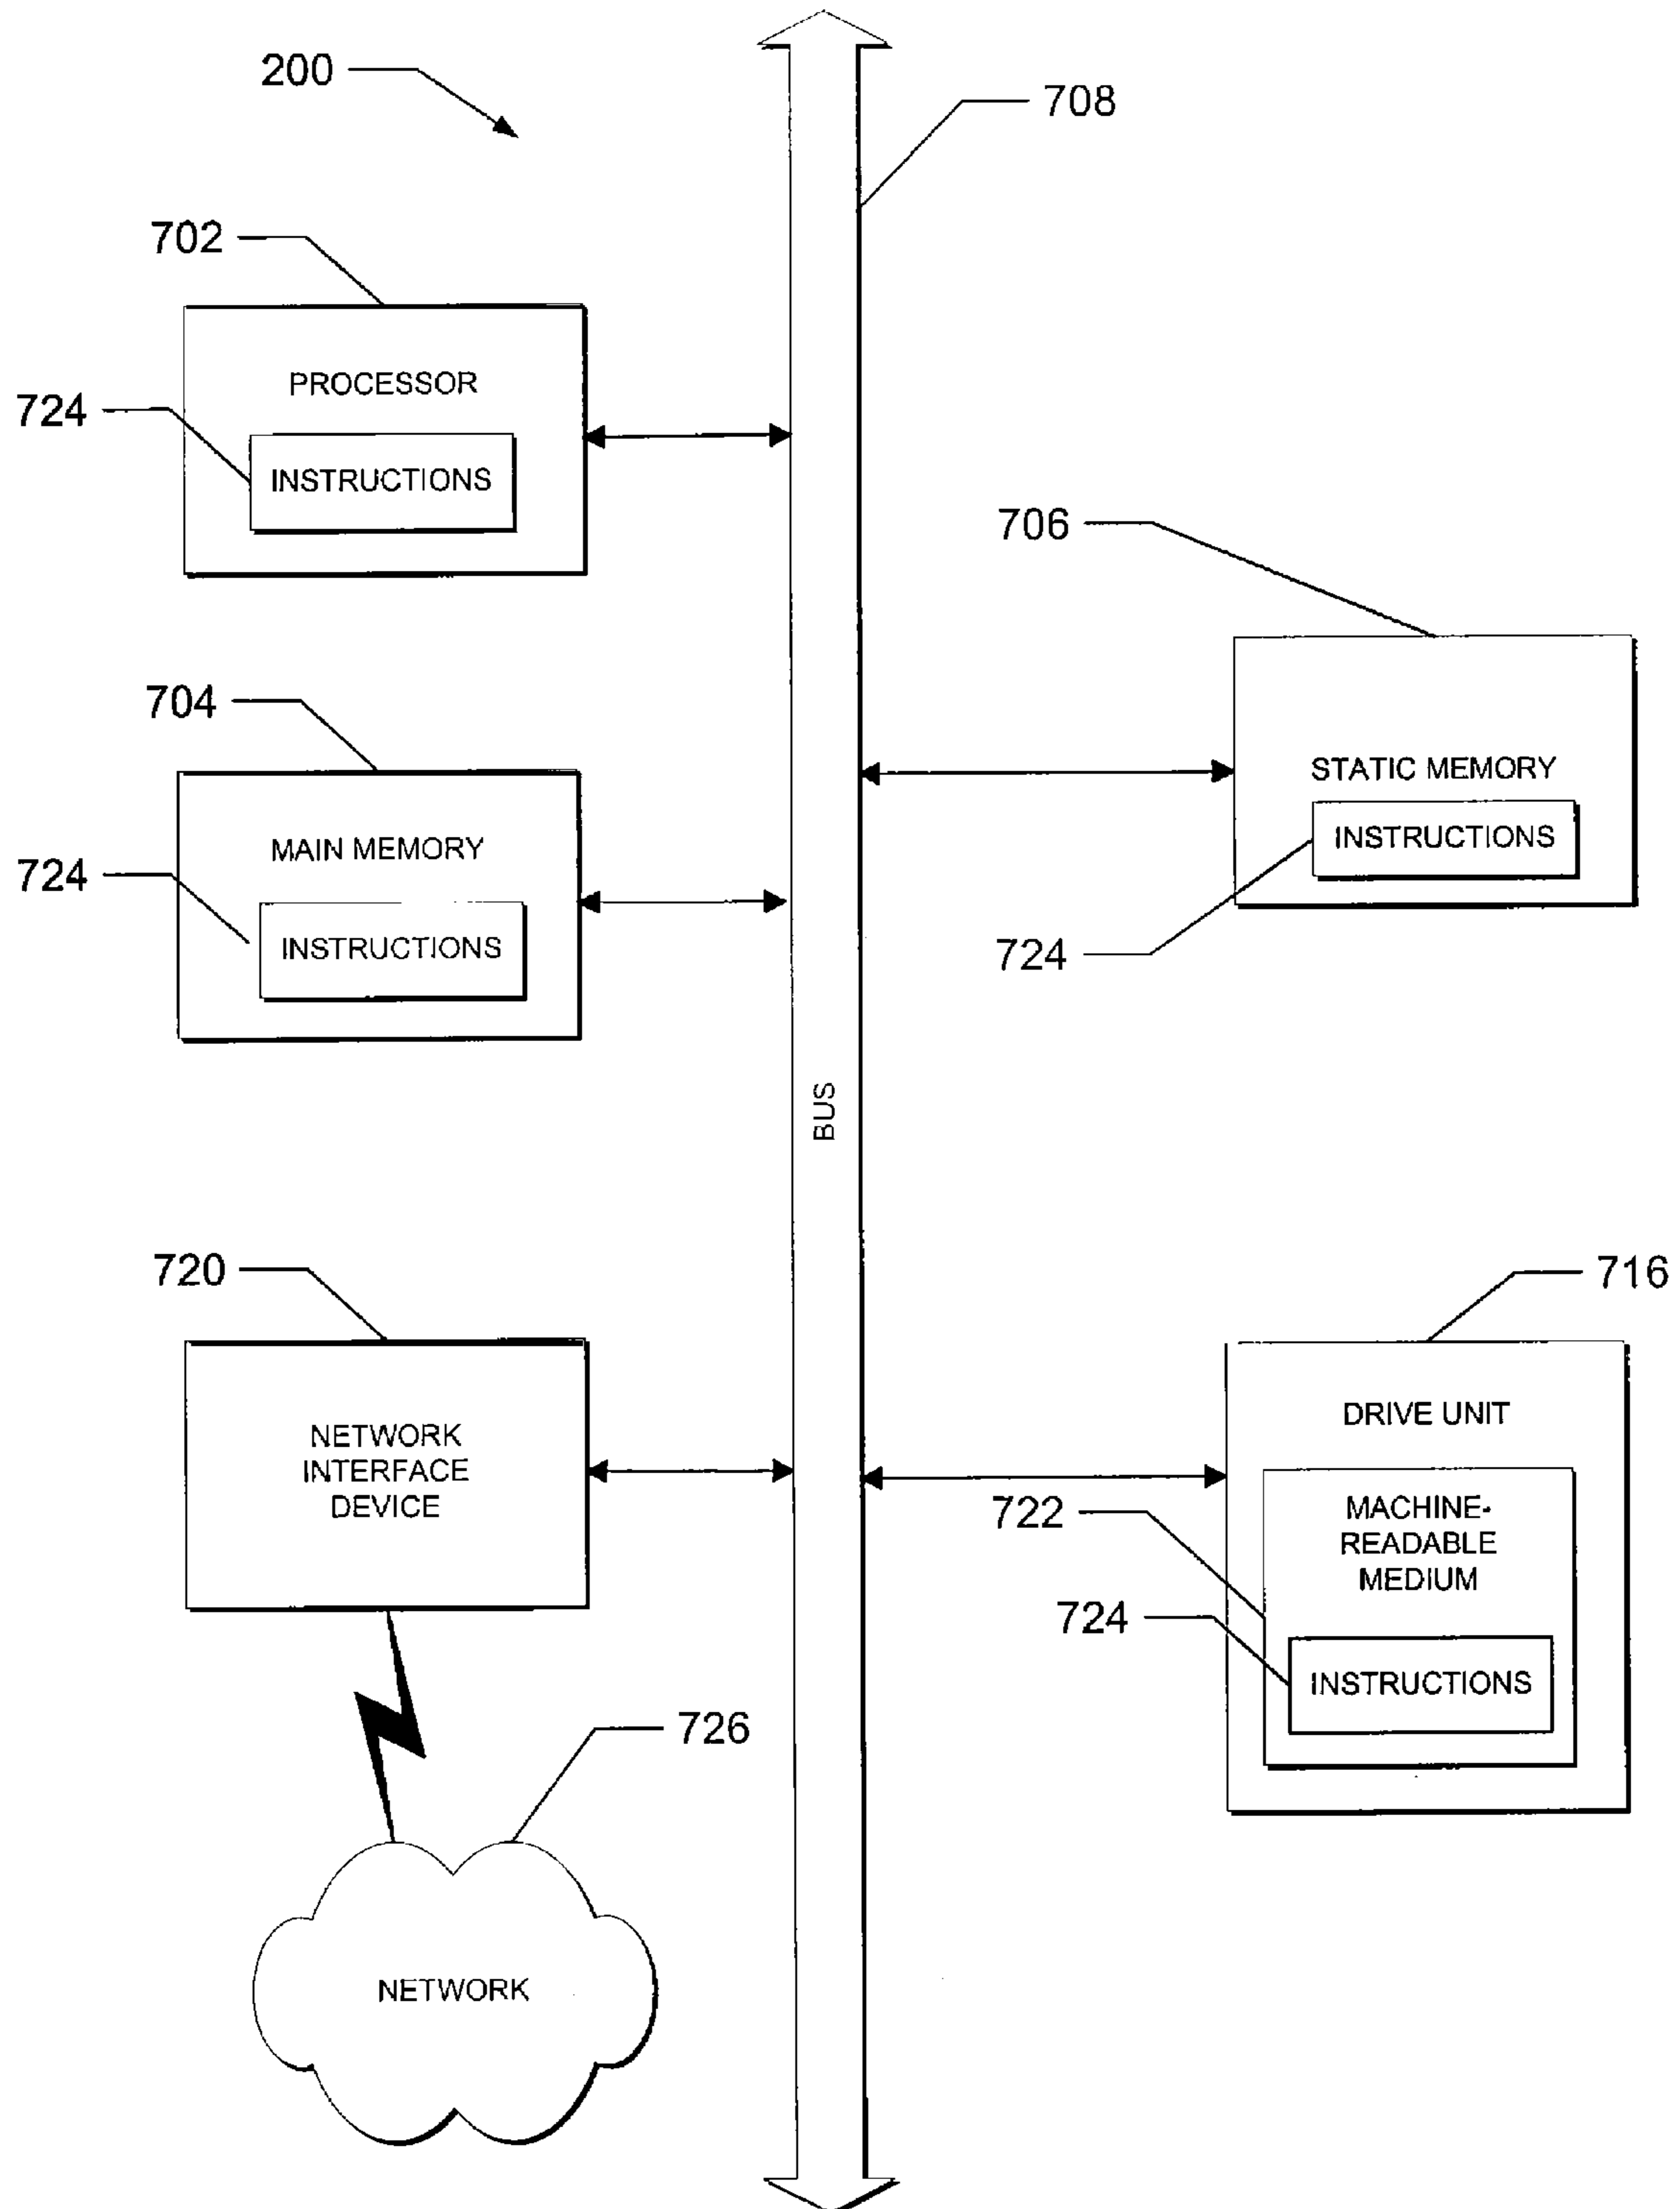 200
708
702
PROCESSOR
724
INSTRUCTIONS
706
STATIC MEMORY
INSTRUCTIONS
724
704
MAIN MEMORY
724
INSTRUCTIONS
BUS
720
NETWORK
INTERFACE
DEVICE
716
DRIVE UNIT
722
MACHINE-
READABLE
MEDIUM
724
INSTRUCTIONS
726
NETWORK